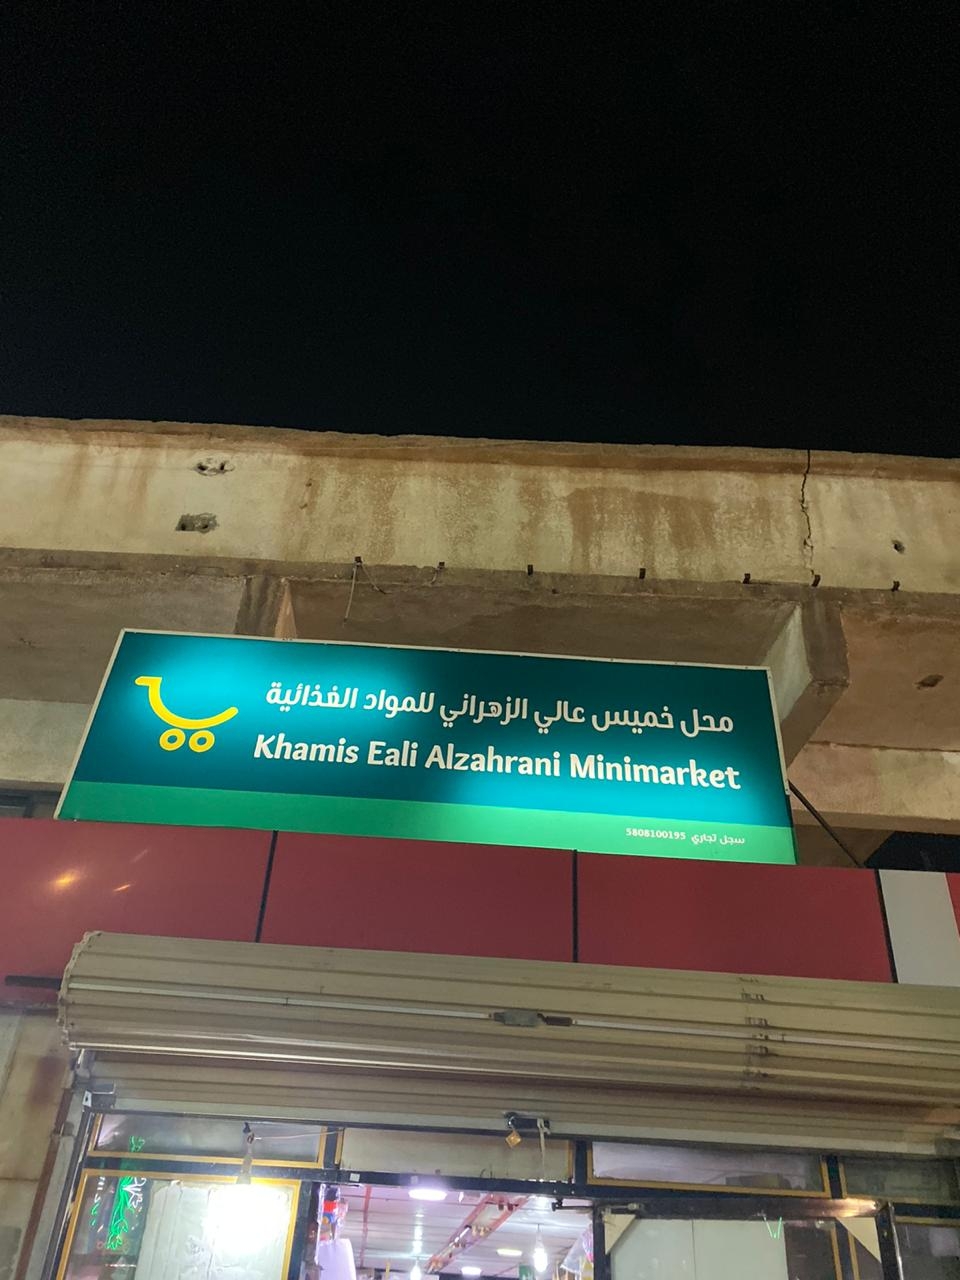 محل خميس عالي الزهراني للمواد الغذائية
Khamis Eali Alzahrani Minimarket
سجل تجاري 5808100195